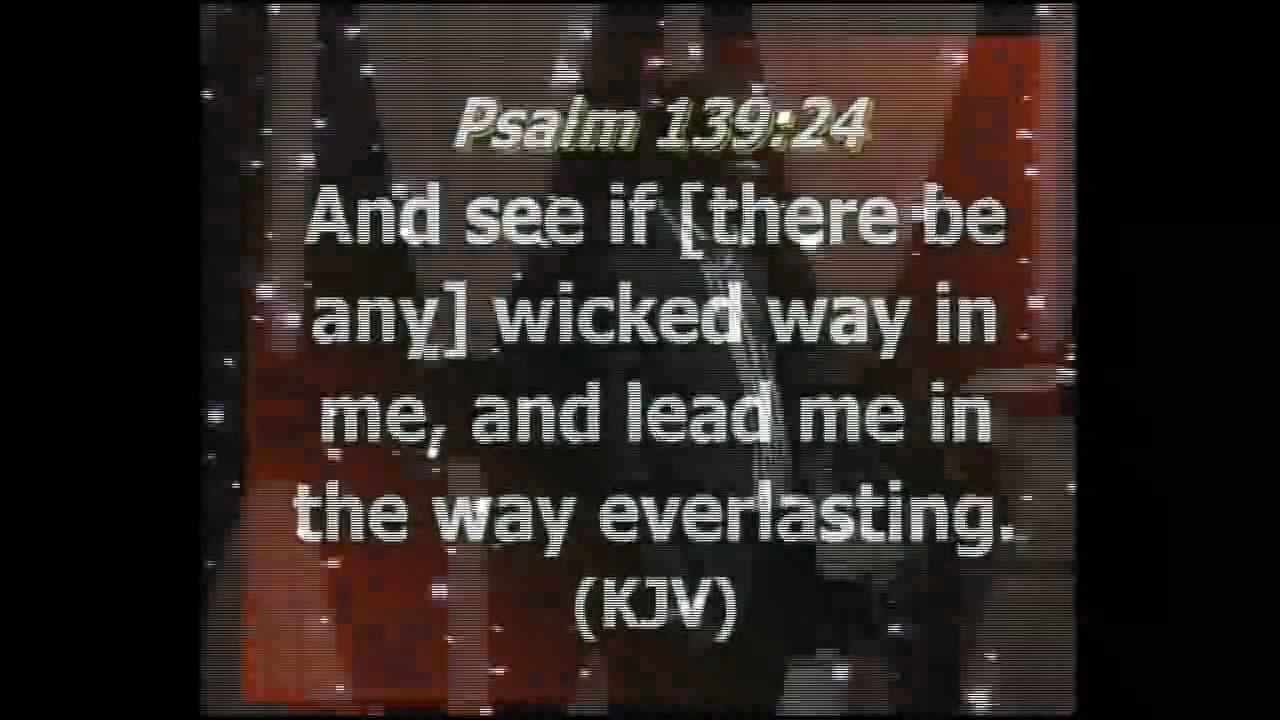 Psalm 139:24
And see if [there be
any] wicked way in
me, and lead me in
the way everlasting.
(KJV)